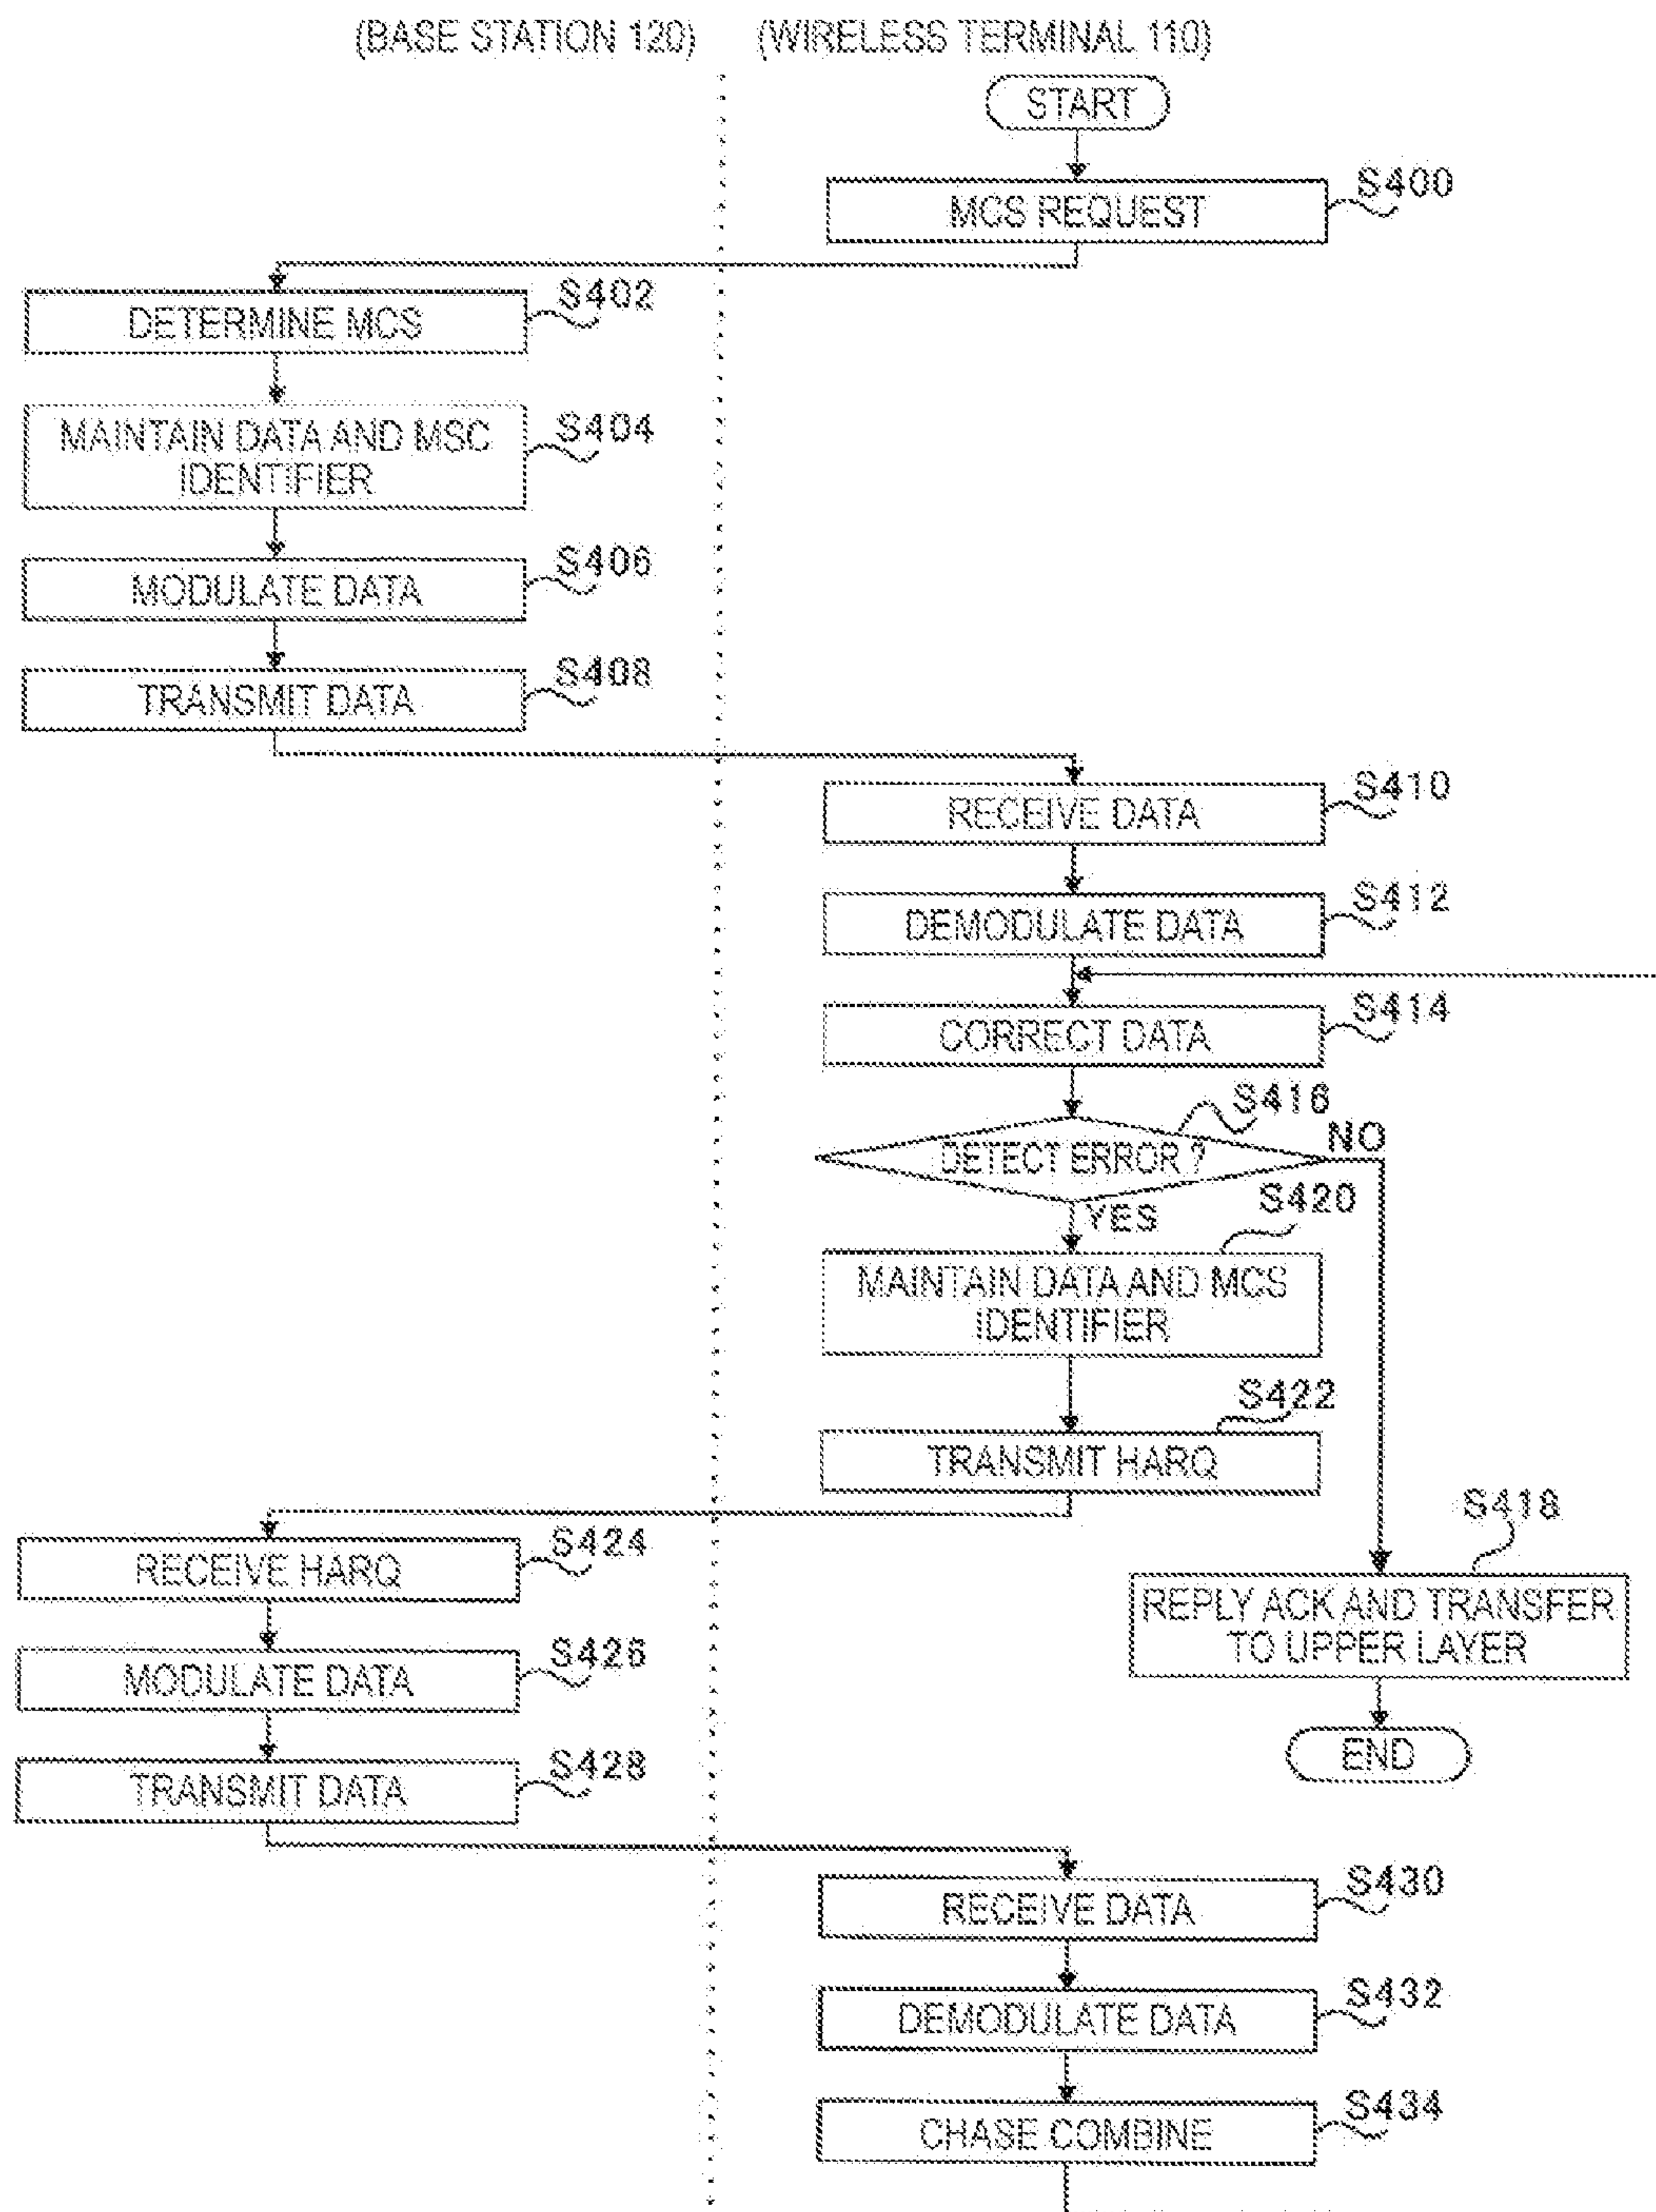 (BASE STATION 120) (WIRELESS TERMINAL 110)
START
MCS REQUEST
S400
DETERMINE MCS
S402
MAINTAIN DATA AND MSC
IDENTIFIER
S404
MODULATE DATA
S406
TRANSMIT DATA
S408
RECEIVE DATA
S410
DEMODULATE DATA
S412
CORRECT DATA
S414
DETECT ERROR ?
S416
NO
YES
S420
MAINTAIN DATA AND MCS
IDENTIFIER
S422
TRANSMIT HARQ
RECEIVE HARQ
S424
S418
REPLY ACK AND TRANSFER
TO UPPER LAYER
MODULATE DATA
S426
END
TRANSMIT DATA
S428
RECEIVE DATA
S430
DEMODULATE DATA
S432
CHASE COMBINE
S434